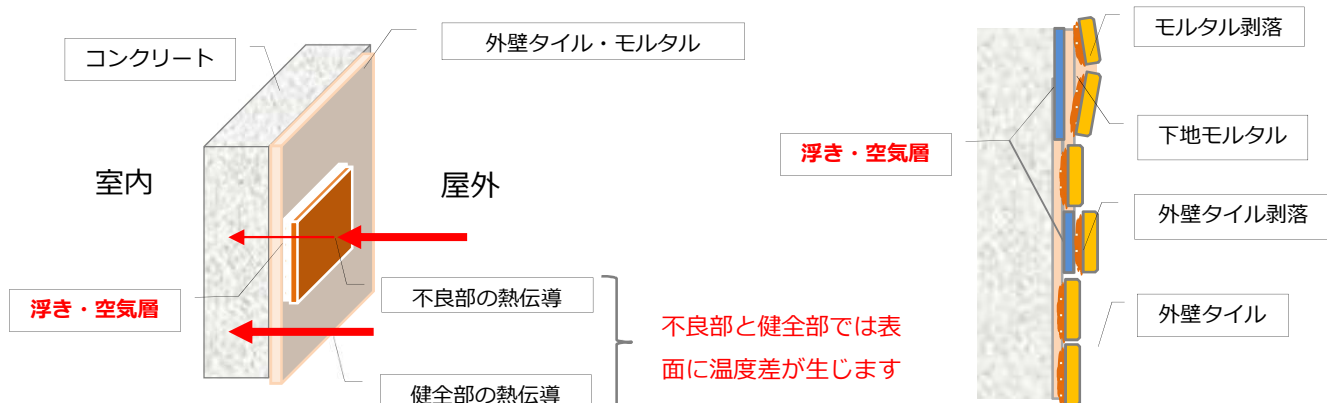 コンクリート
外壁タイル・モルタル
室内
屋外
浮き・空気層
不良部の熱伝導
健全部の熱伝導
不良部と健全部では表
面に温度差が生じます
モルタル剥落
下地モルタル
浮き・空気層
外壁タイル剥落
外壁タイル